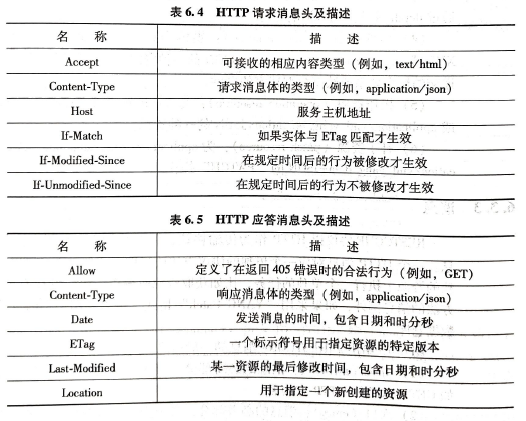 表 6.4 HTTP 请求消息头及描述
名 称 描 述
Accept 可接收的相应内容类型（例如，text/html）
Content-Type 请求消息体的类型（例如，application/json）
Host 服务主机地址
If-Match 如果实体与 ETag 匹配才生效
If-Modified-Since 在规定时间后的行为被修改才生效
If-Unmodified-Since 在规定时间后的行为不被修改才生效
表 6.5 HTTP 应答消息头及描述
名 称 描 述
Allow 定义了在返回 405 错误时的合法行为（例如，GET）
Content-Type 响应消息体的类型（例如，application/json）
Date 发送消息的时间，包含日期和时分秒
ETag 一个标示符号用于指定资源的特定版本
Last-Modified 某一资源的最后修改时间，包含日期和时分秒
Location 用于指定一个新创建的资源